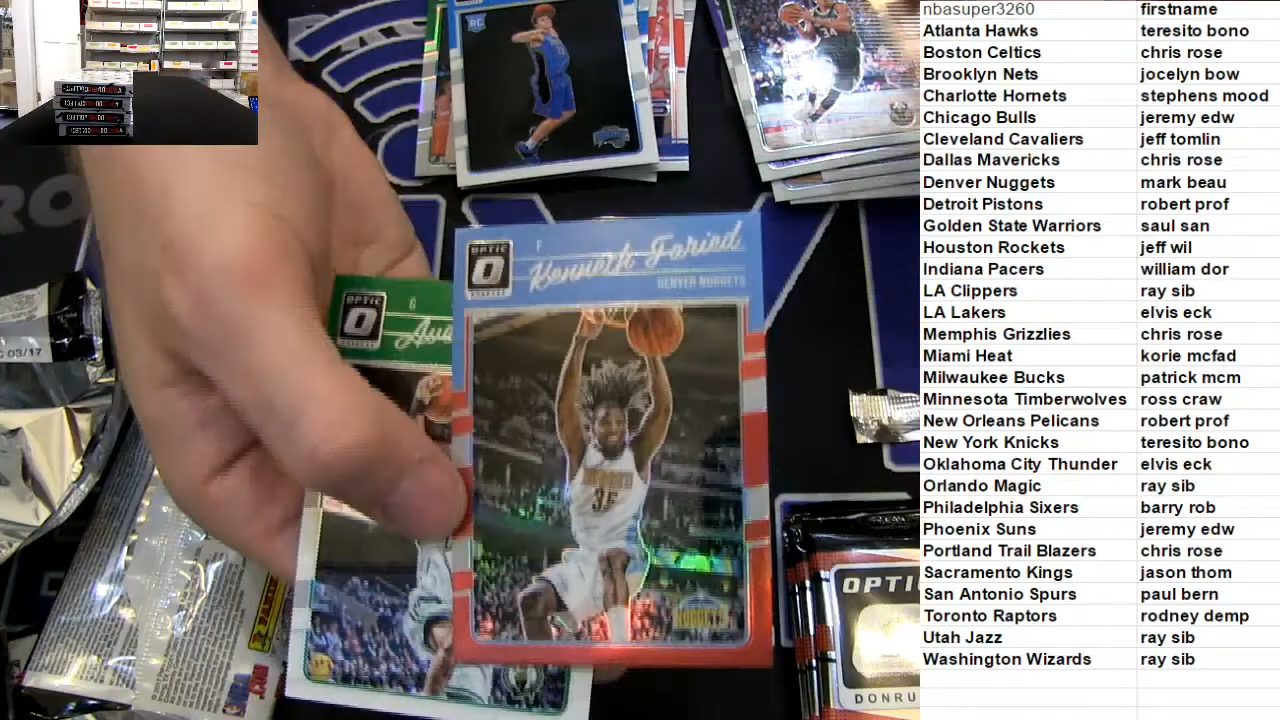 nbasuper3260 firstname
Atlanta Hawks teresito bono
Boston Celtics chris rose
Brooklyn Nets jocelyn bow
Charlotte Hornets stephens mood
Chicago Bulls jeremy edw
Cleveland Cavaliers jeff tomlin
Dallas Mavericks chris rose
Denver Nuggets mark beau
Detroit Pistons robert prof
Golden State Warriors saul san
Houston Rockets jeff wil
Indiana Pacers william dor
LA Clippers ray sib
LA Lakers elvis eck
Memphis Grizzlies chris rose
Miami Heat korie mcfad
Milwaukee Bucks patrick mcm
Minnesota Timberwolves ross craw
New Orleans Pelicans robert prof
New York Knicks teresito bono
Oklahoma City Thunder elvis eck
Orlando Magic ray sib
Philadelphia Sixers barry rob
Phoenix Suns jeremy edw
Portland Trail Blazers chris rose
Sacramento Kings jason thom
San Antonio Spurs paul bern
Toronto Raptors rodney demp
Utah Jazz ray sib
Washington Wizards ray sib
RC
34
OPTIC
F
Kenneth Faried
DENVER NUGGETS
35
NUGGETS
OPTIC
G
C 03/17
PANINI
NBA
.COM
OPTI
DONRU